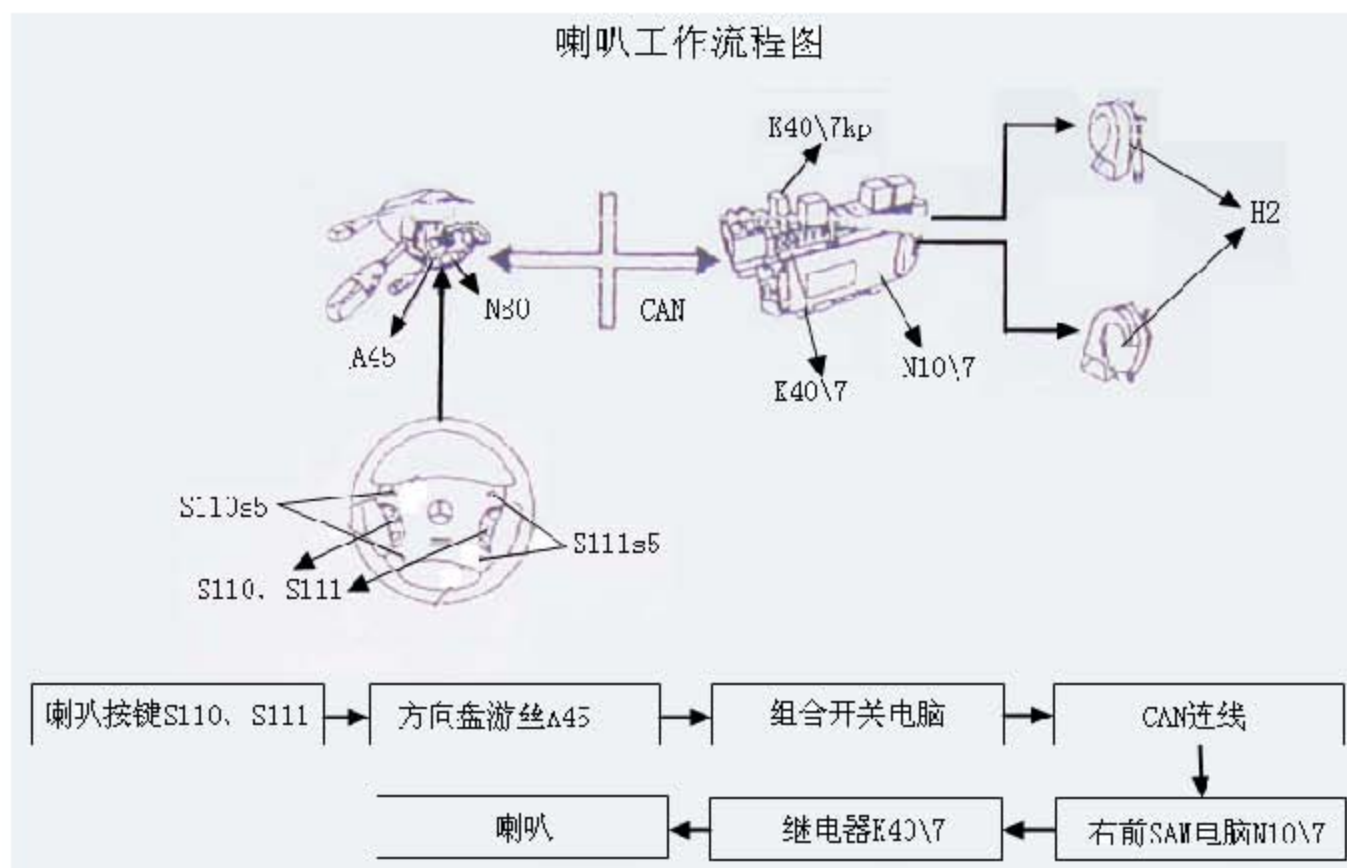 喇叭工作流程图
K40\7kp
H2
N80
CAN
A45
N10\7
K40\7
S110s5
S111s5
S110、S111
喇叭按键S110、S111
方向盘游丝A45
组合开关电脑
CAN连线
喇叭
继电器K40\7
右前SAM电脑N10\7